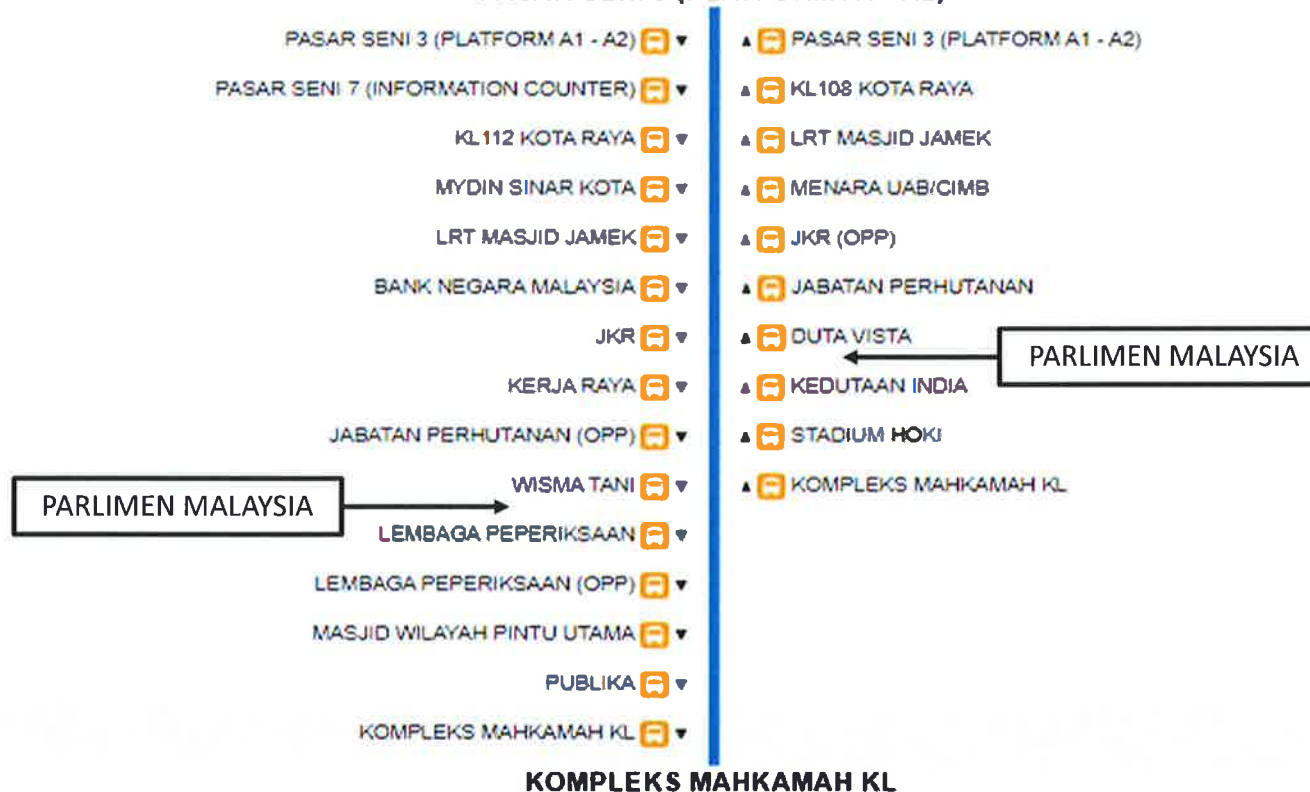 PASAR SENI 3 (PLATFORM A1 - A2)
PASAR SENI 7 (INFORMATION COUNTER)
KL112 KOTA RAYA
MYDIN SINAR KOTA
LRT MASJID JAMEK
BANK NEGARA MALAYSIA
JKR
KERJA RAYA
JABATAN PERHUTANAN (OPP)
WISMA TANI
PARLIMEN MALAYSIA
LEMBAGA PEPERIKSAAN
LEMBAGA PEPERIKSAAN (OPP)
MASJID WILAYAH PINTU UTAMA
PUBLIKA
KOMPLEKS MAHKAMAH KL
PASAR SENI 3 (PLATFORM A1 - A2)
KL108 KOTA RAYA
LRT MASJID JAMEK
MENARA UAB/CIMB
JKR (OPP)
JABATAN PERHUTANAN
DUTA VISTA
PARLIMEN MALAYSIA
KEDUTAAN INDIA
STADIUM HOKI
KOMPLEKS MAHKAMAH KL
KOMPLEKS MAHKAMAH KL